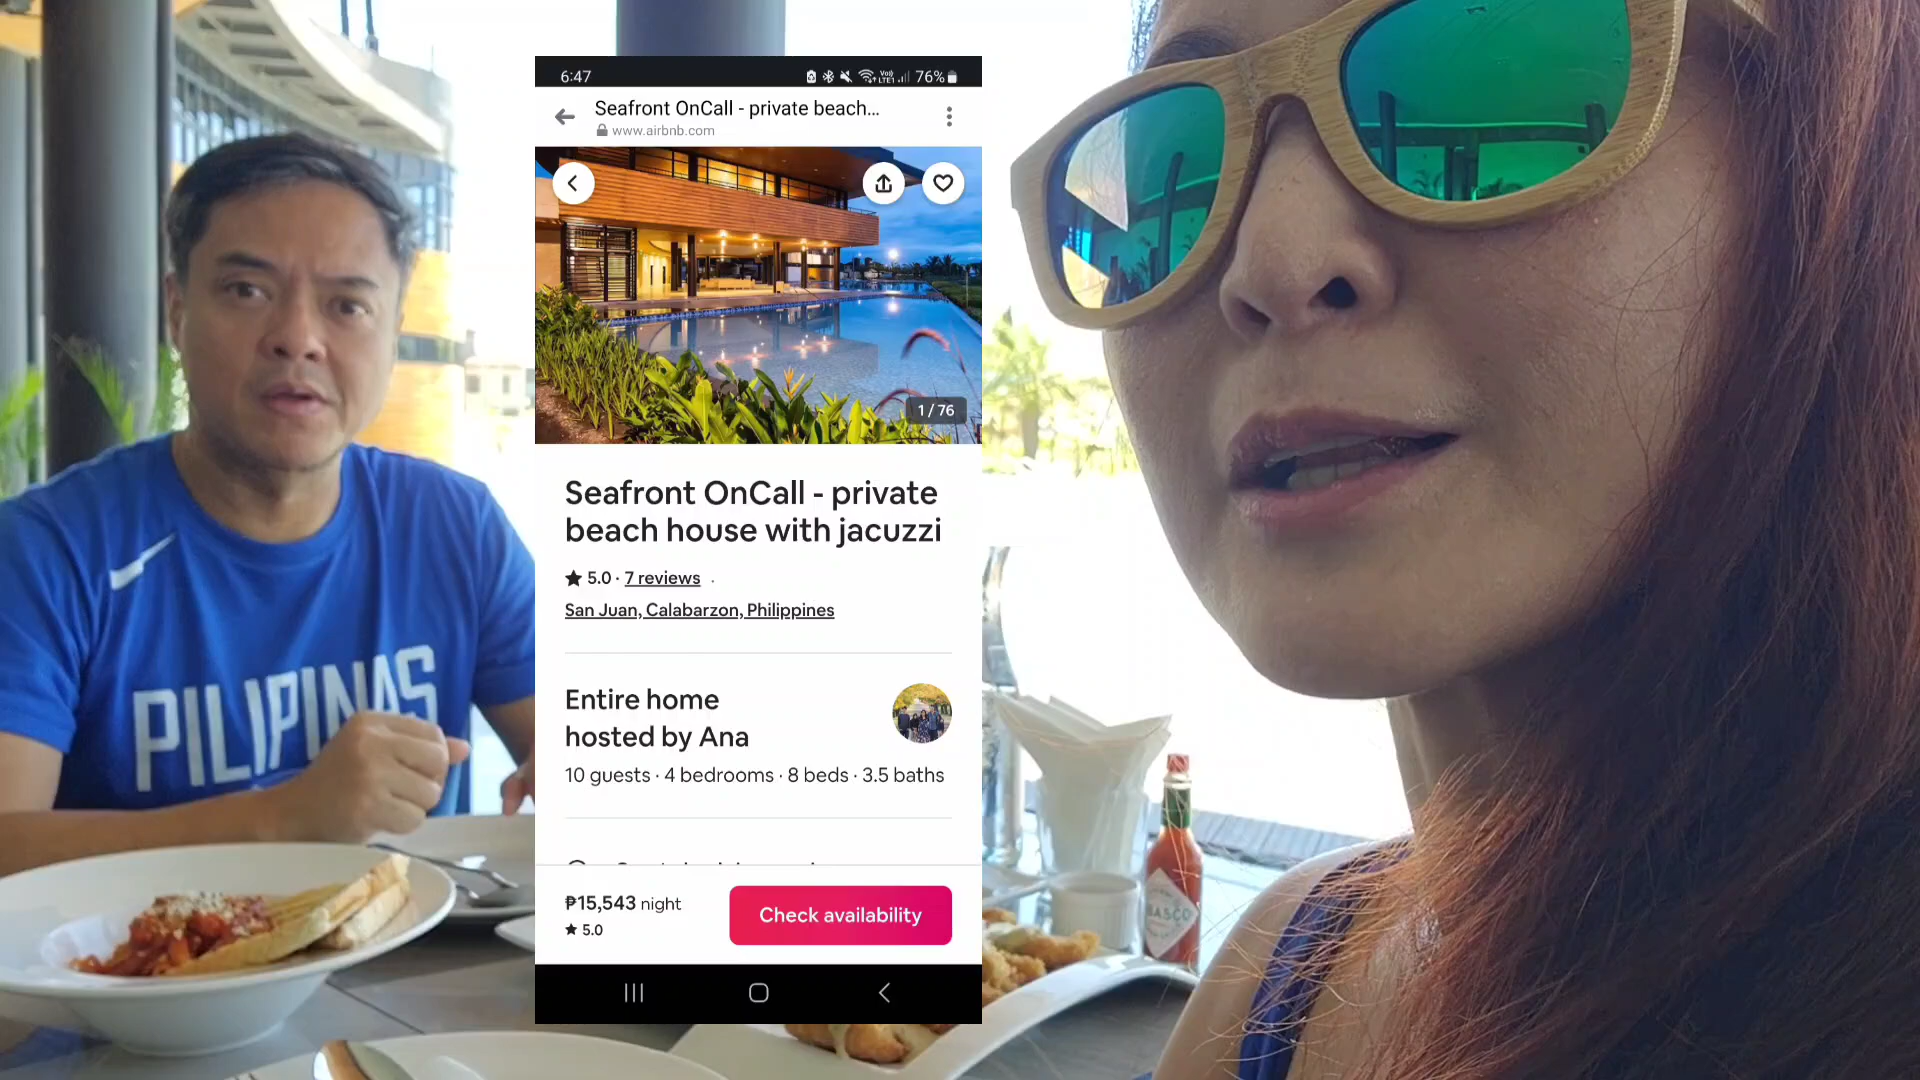 6:47
Vo))
LTE1
76%
Seafront OnCall - private beach...
www.airbnb.com
1 / 76
Seafront OnCall - private
beach house with jacuzzi
5.0 · 7 reviews ·
San Juan, Calabarzon, Philippines
Entire home
hosted by Ana
10 guests · 4 bedrooms · 8 beds · 3.5 baths
₱15,543 night
5.0
Check availability
PILIPINAS